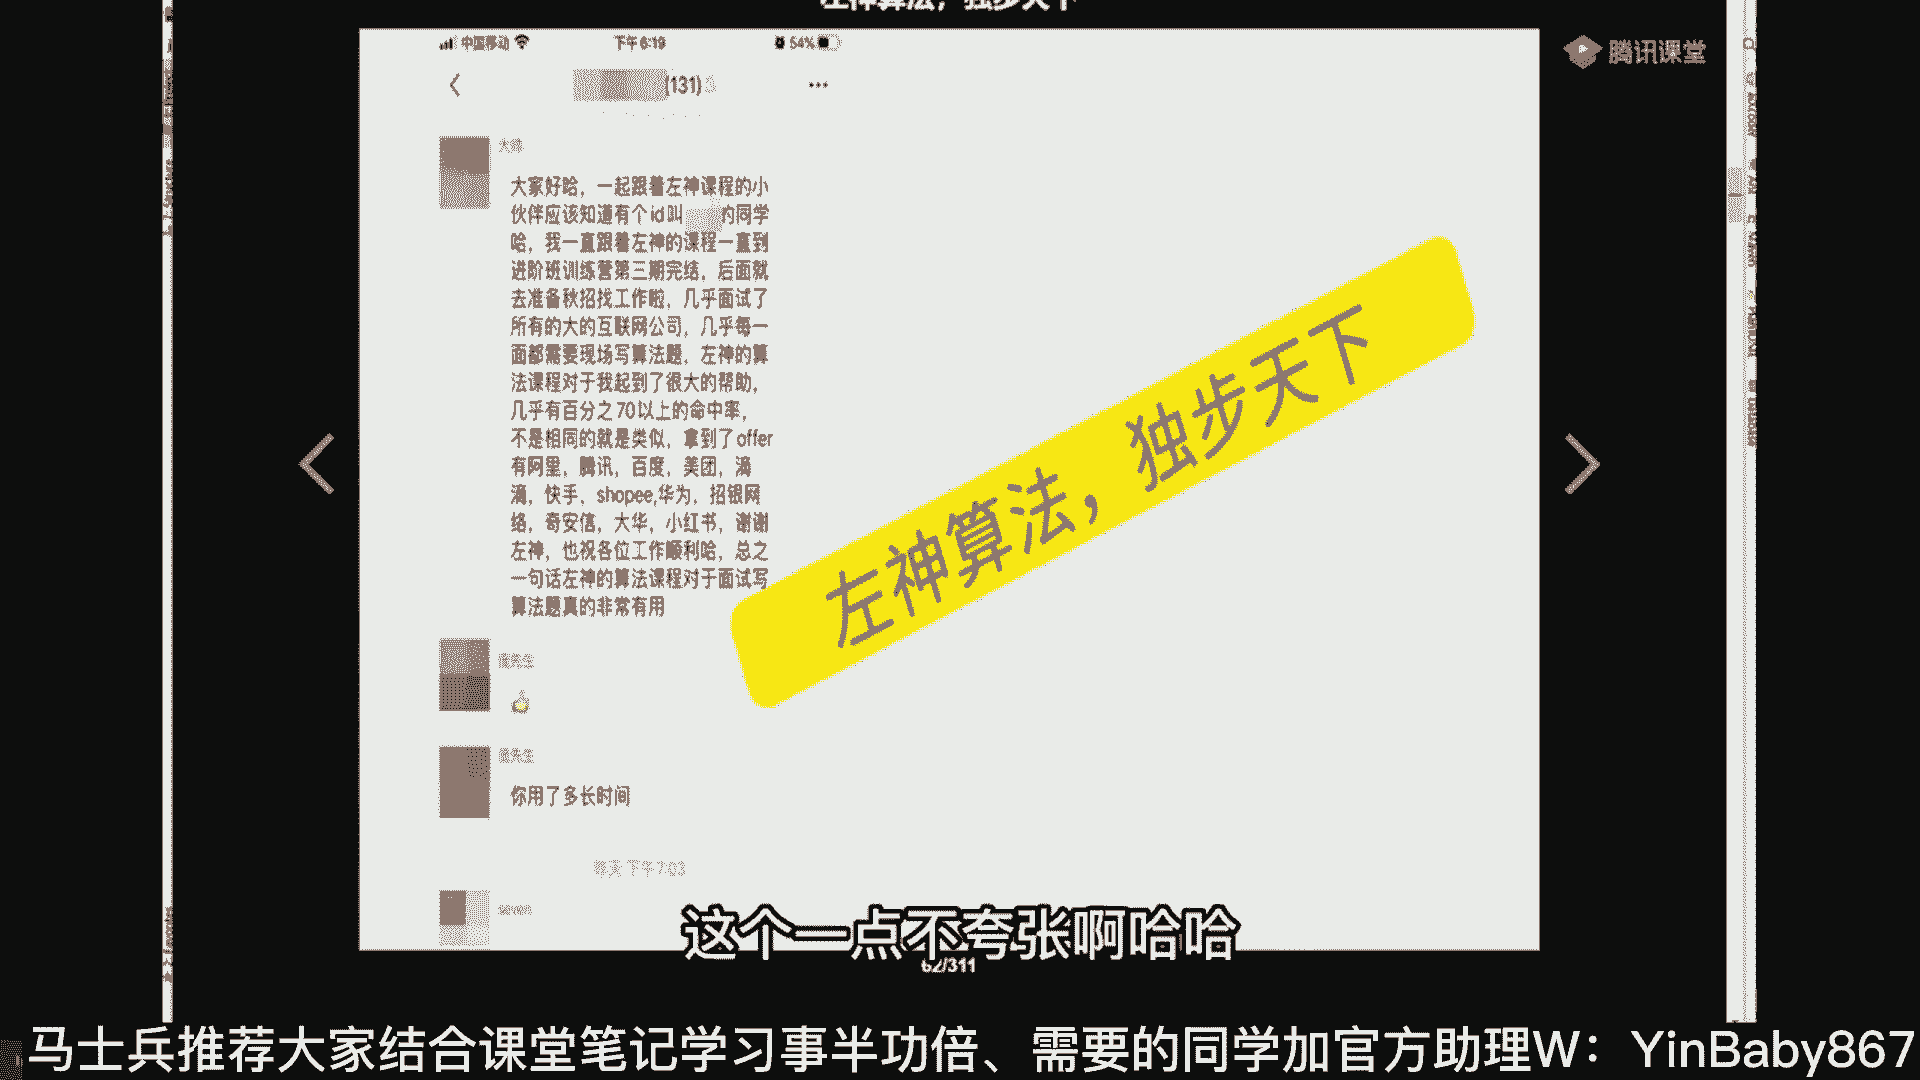 左神算法，独步天下
中国移动
下午6:19
54%
(131)
腾讯课堂
大家好哈，一起跟着左神课程的小
伙伴应该知道有个id叫
的同学
哈，我一直跟着左神的课程一直到
进阶班训练营第三期完结，后面就
去准备秋招找工作啦，几乎面试了
所有的大的互联网公司，几乎每一
面都需要现场写算法题，左神的算
法课程对于我起到了很大的帮助，
几乎有百分之70以上的命中率，
不是相同的就是类似，拿到了offer
有阿里，腾讯，百度，美团，滴
滴，快手，shopee,华为，招银网
络，奇安信，大华，小红书，谢谢
左神，也祝各位工作顺利哈，总之
一句话左神的算法课程对于面试写
算法题真的非常有用
左神算法，独步天下
你用了多长时间
昨天 下午7:03
seven
这个一点不夸张啊哈哈
62/311
马士兵推荐大家结合课堂笔记学习事半功倍、需要的同学加官方助理W：YinBaby867